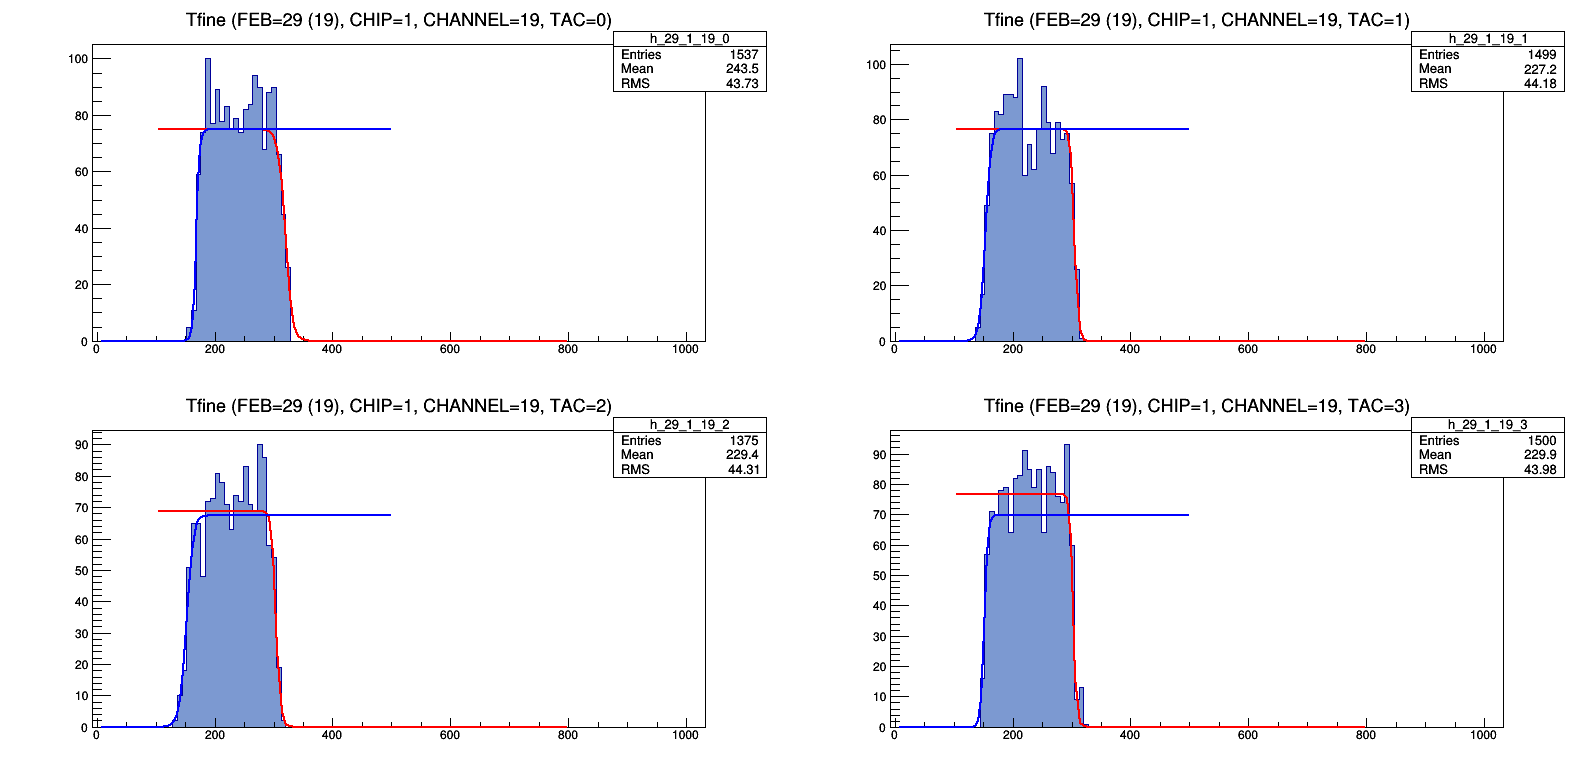 Tfine (FEB=29 (19), CHIP=1, CHANNEL=19, TAC=0)
h_29_1_19_0
Entries 1537
Mean 243.5
RMS 43.73
100
80
60
40
20
0
0 200 400 600 800 1000
Tfine (FEB=29 (19), CHIP=1, CHANNEL=19, TAC=1)
h_29_1_19_1
Entries 1499
Mean 227.2
RMS 44.18
100
80
60
40
20
0
0 200 400 600 800 1000
Tfine (FEB=29 (19), CHIP=1, CHANNEL=19, TAC=2)
h_29_1_19_2
Entries 1375
Mean 229.4
RMS 44.31
90
80
70
60
50
40
30
20
10
0
0 200 400 600 800 1000
Tfine (FEB=29 (19), CHIP=1, CHANNEL=19, TAC=3)
h_29_1_19_3
Entries 1500
Mean 229.9
RMS 43.98
90
80
70
60
50
40
30
20
10
0
0 200 400 600 800 1000